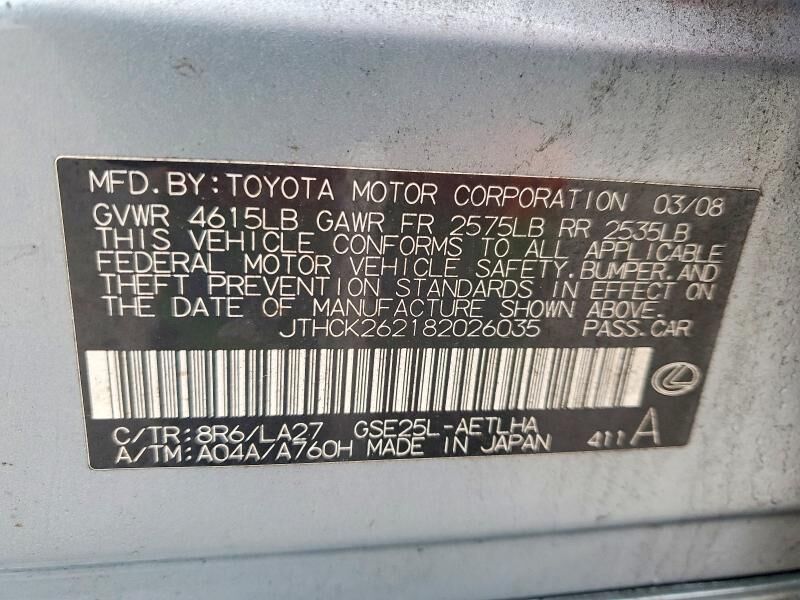 MFD.BY:TOYOTA MOTOR CORPORATION 03/08
GVWR 4615LB GAWR FR 2575LB RR 2535LB
THIS VEHICLE CONFORMS TO ALL APPLICABLE
FEDERAL MOTOR VEHICLE SAFETY.BUMPER.AND
THEFT PREVENTION STANDARDS IN EFFECT ON
THE DATE OF MANUFACTURE SHOWN ABOVE.
JTHCK262182026035 PASS.CAR
C/TR:8R6/LA27 GSE25L-AETLHA
A/TM:A04A/A760H MADE IN JAPAN 411A